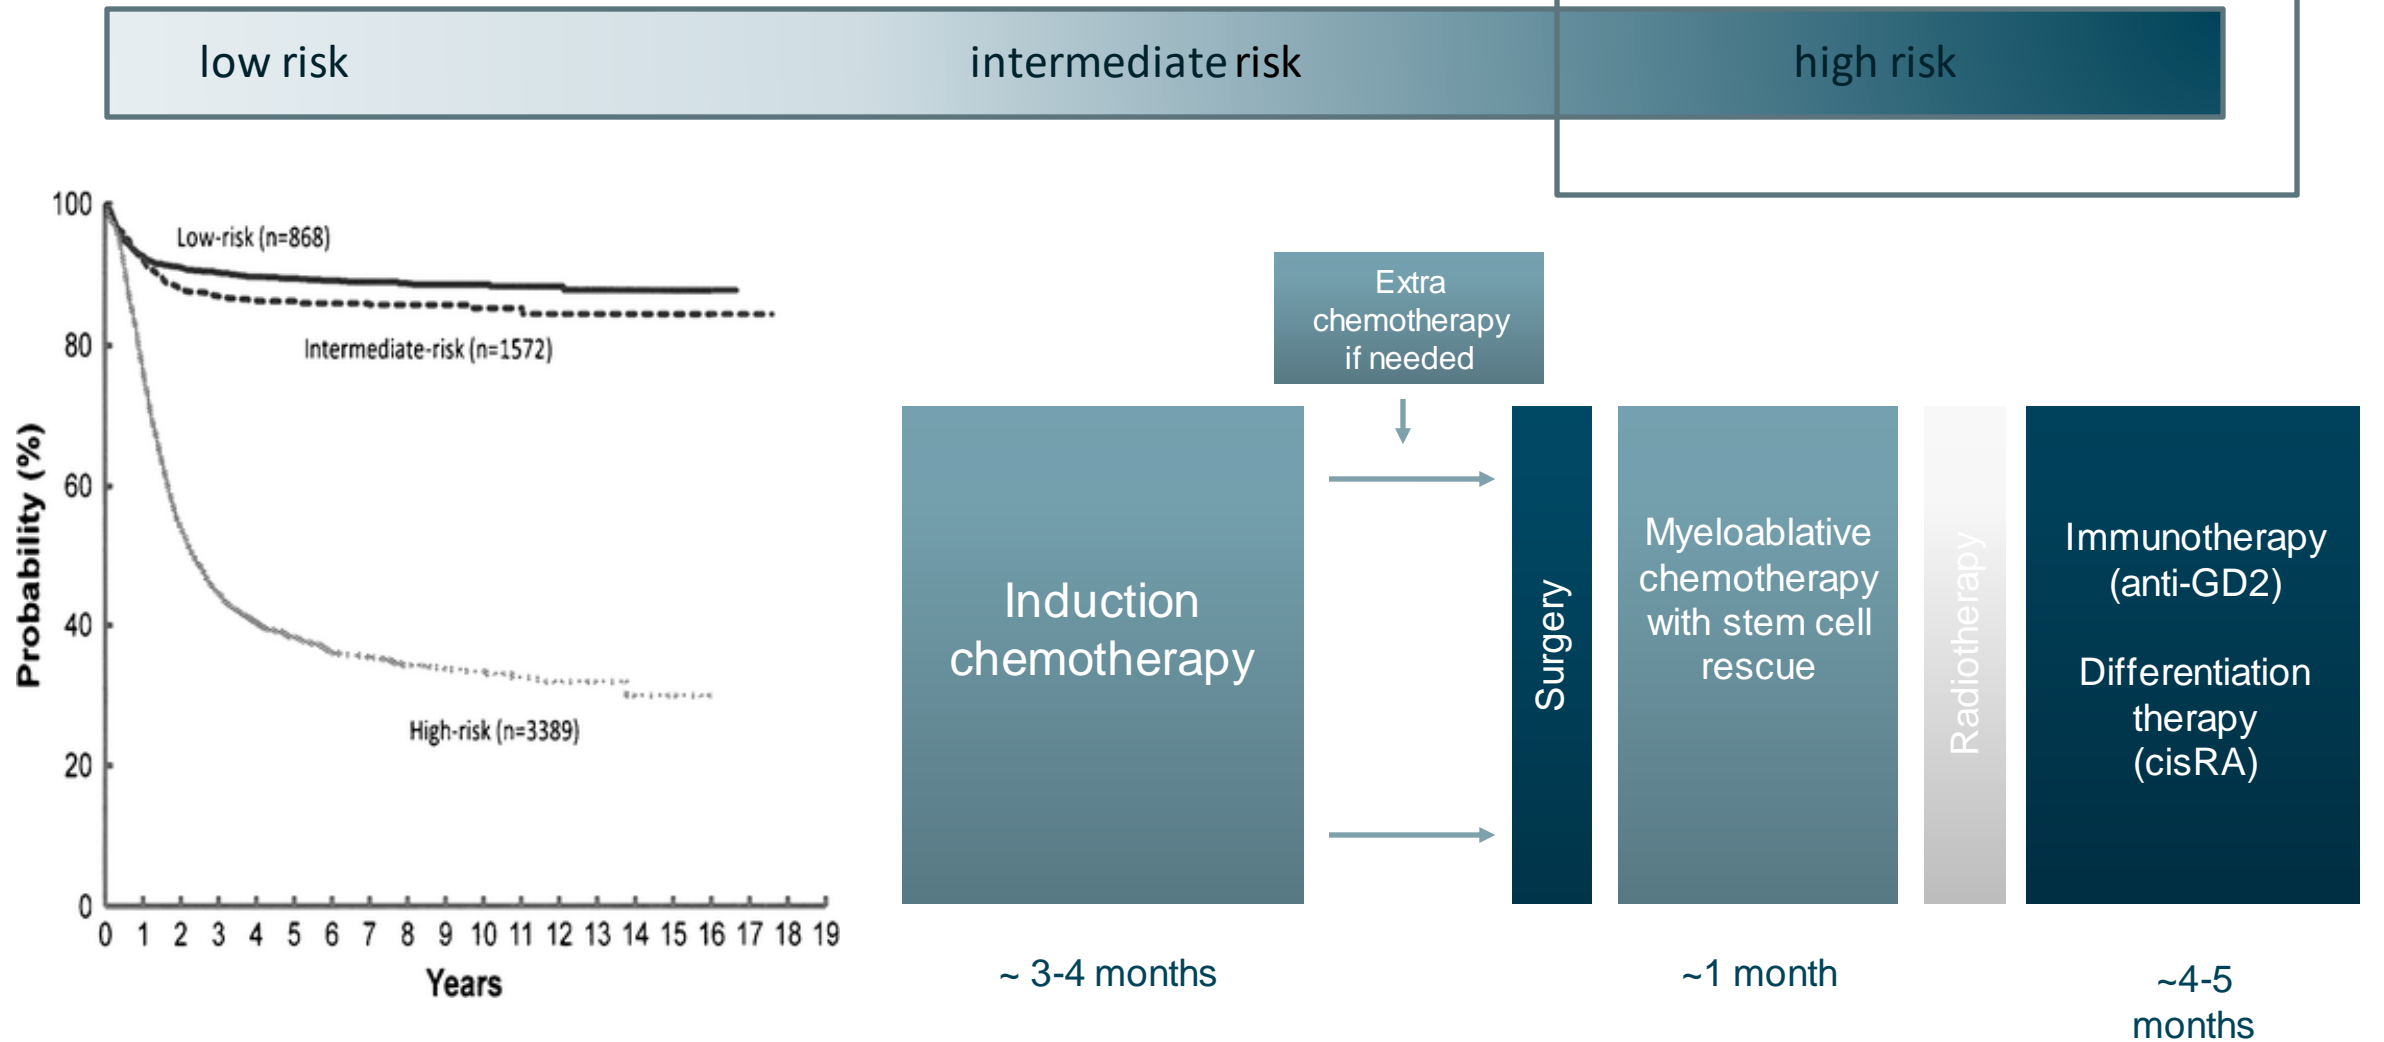 low risk
intermediate risk
high risk
100
80
60
40
20
0
Probability (%)
Low-risk (n=868)
Intermediate-risk (n=1572)
High-risk (n=3389)
0 1 2 3 4 5 6 7 8 9 10 11 12 13 14 15 16 17 18 19
Years
Extra
chemotherapy
if needed
Induction
chemotherapy
Surgery
Myeloablative
chemotherapy
with stem cell
rescue
Radiotherapy
Immunotherapy
(anti-GD2)
Differentiation
therapy
(cisRA)
~ 3-4 months
~1 month
~4-5
months